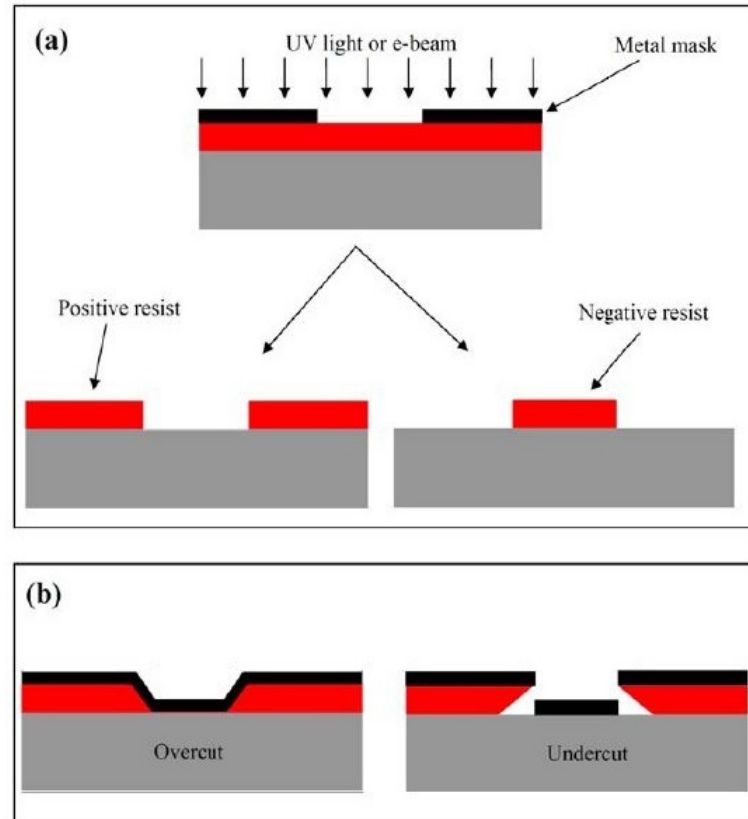 (a)
UV light or e-beam
Metal mask
Positive resist
Negative resist
(b)
Overcut
Undercut